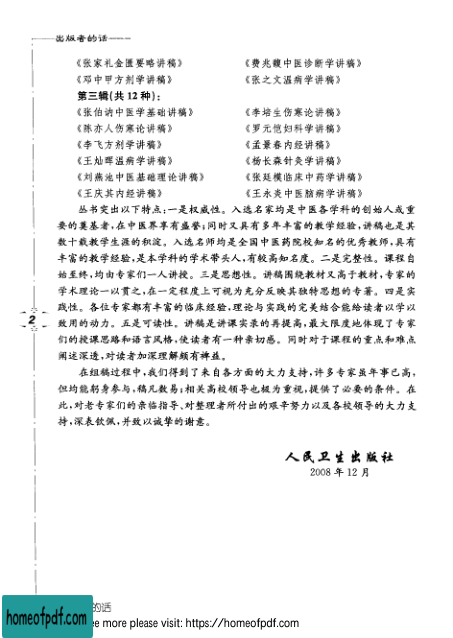 出版者的话
《张家礼金匮要略讲稿》 《费兆馥中医诊断学讲稿》
《邓中甲方剂学讲稿》 《张之文温病学讲稿》
第三辑(共12种):
《张伯讷中医学基础讲稿》 《李培生伤寒论讲稿》
《陈亦人伤寒论讲稿》 《罗元恺妇科学讲稿》
《李飞方剂学讲稿》 《孟景春内经讲稿》
《王灿晖温病学讲稿》 《杨长森针灸学讲稿》
《刘燕池中医基础理论讲稿》 《张廷模临床中药学讲稿》
《王庆其内经讲稿》 《王永炎中医脑病学讲稿》
丛书突出以下特点:一是权威性。入选名家均是中医各学科的创始人或重
要的奠基者,在中医界享有盛誉;同时又具有多年丰富的教学经验,讲稿也是其
数十载教学生涯的积淀。入选名师均是全国中医药院校知名的优秀教师,具有
丰富的教学经验,是本学科的学术带头人,有较高知名度。二是完整性。课程自
始至终,均由专家们一人讲授。三是思想性。讲稿围绕教材又高于教材,专家的
学术理论一以贯之,在一定程度上可视为充分反映其独特思想的专著。四是实
践性。各位专家都有丰富的临床经验,理论与实践的完美结合能给读者以学以
致用的动力。五是可读性。讲稿是讲课实录的再提高,最大限度地体现了专家
们的授课思路和语言风格,使读者有一种亲切感。同时对于课程的重点和难点
阐述深透,对读者加深理解颇有裨益。
在组稿过程中,我们得到了来自各方面的大力支持,许多专家虽年事已高,
但均能躬身参与,稿凡数易;相关高校领导也极为重视,提供了必要的条件。在
此,对老专家们的亲临指导、对整理者所付出的艰辛努力以及各校领导的大力支
持,深表钦佩,并致以诚挚的谢意。
人民卫生出版社
2008年12月
2
的话
ee more please visit: https://homeofpdf.com
homeofpdf.com